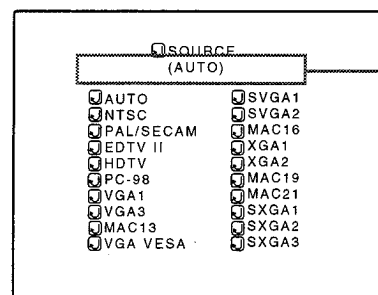 SOURCE
(AUTO)
AUTO
NTSC
PAL/SECAM
EDTV II
HDTV
PC-98
VGA1
VGA3
MAC13
VGA VESA
SVGA1
SVGA2
MAC16
XGA1
XGA2
MAC19
MAC21
SXGA1
SXGA2
SXGA3